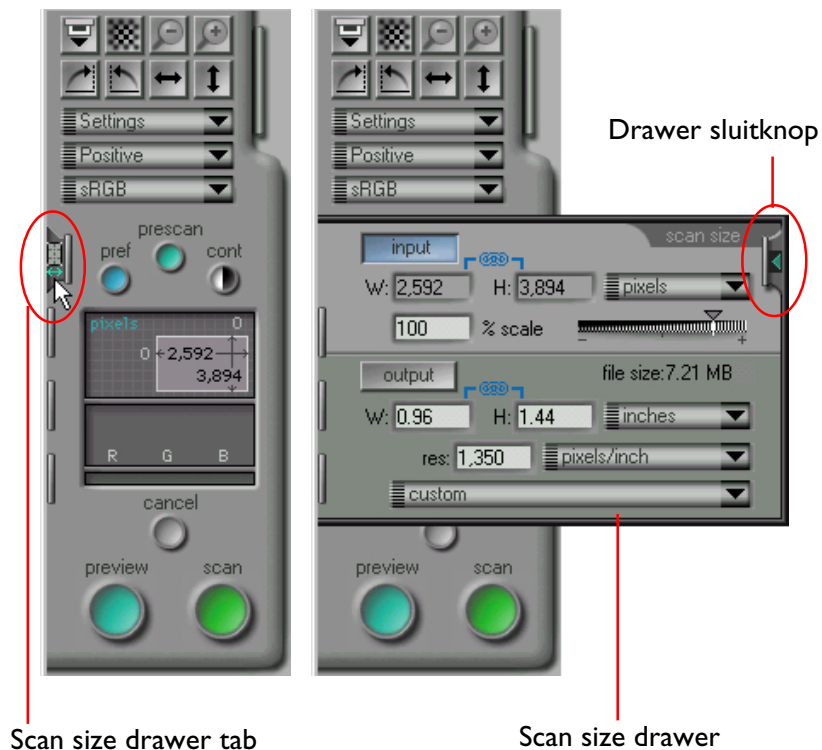 Settings
Positive
sRGB
prescan
pref
cont
pixels 0
0 2,592
3,894
R G B
cancel
preview scan
Scan size drawer tab
Settings
Positive
sRGB
Drawer sluitknop
scan size
input
W: 2,592 H: 3,894 pixels
100 % scale
- +
output file size:7.21 MB
W: 0.96 H: 1.44 inches
res: 1,350 pixels/inch
custom
preview scan
Scan size drawer